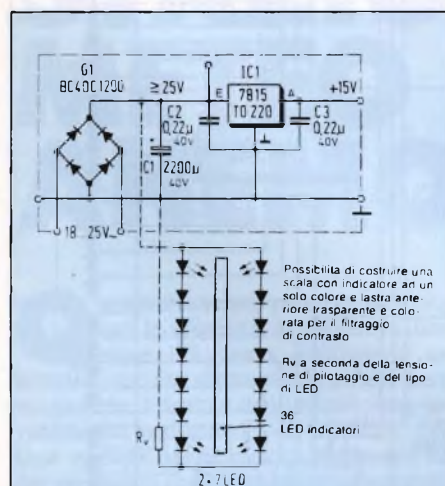 G1
BC40C1200
≥25V
IC1
+15V
E
7815
TO 220
A
C2
0,22µ
40V
C3
0,22µ
40V
+
C1
2200µ
40V
18...25V~
Possibilita di costruire una
scala con indicatore ad un
solo colore e lastra ante-
riore trasparente e colo-
rata per il filtraggio
di contrasto
Rv a seconda della tensio-
ne di pilotaggio e del tipo
di LED
36
LED indicatori
Rv
2×7 LED